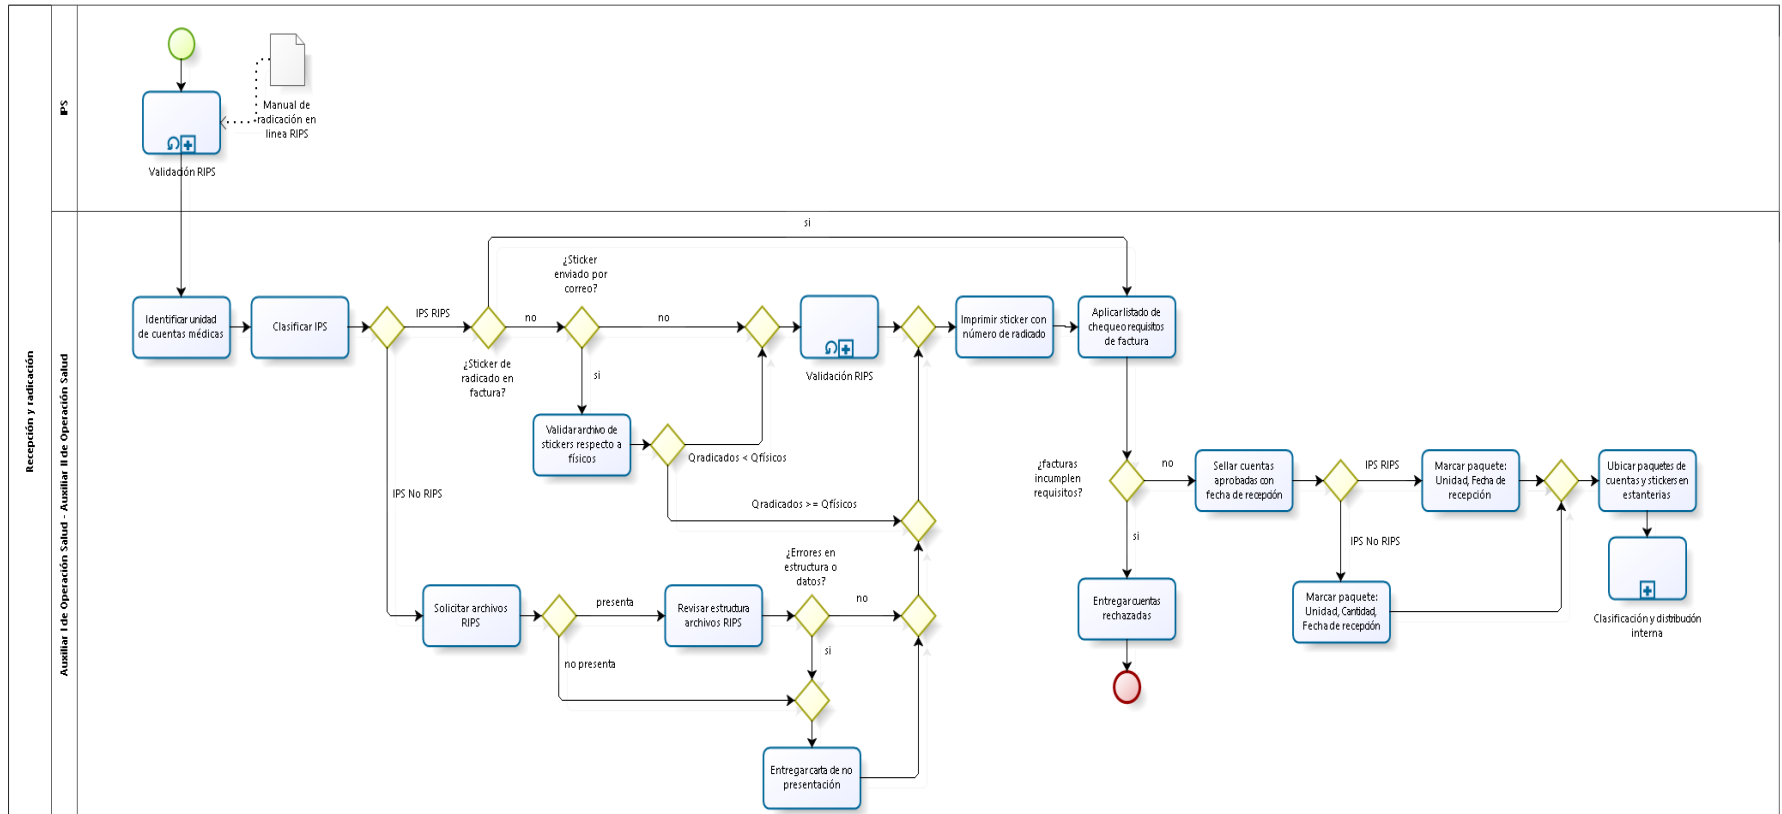 Recepción y radicación
IPS
Manual de
radicación en
linea RIPS
Validación RIPS
Auxiliar I de Operación Salud - Auxiliar II de Operación Salud
si
¿Sticker
enviado por
correo?
Identificar unidad
de cuentas médicas
Clasificar IPS
IPS RIPS
no
no
Imprimir sticker con
número de radicado
Aplicar listado de
chequeo requisitos
de factura
¿Sticker de
radicado en
factura?
si
Validación RIPS
Validar archivo de
stickers respecto a
físicos
Qradicados < Qfísicos
IPS No RIPS
Qradicados >= Qfísicos
¿facturas
incumplen
requisitos?
no
Sellar cuentas
aprobadas con
fecha de recepción
IPS RIPS
Marcar paquete:
Unidad, Fecha de
recepción
Ubicar paquetes de
cuentas y stickers en
estanterias
si
IPS No RIPS
¿Errores en
estructura o
datos?
Solicitar archivos
RIPS
presenta
Revisar estructura
archivos RIPS
no
Entregar cuentas
rechazadas
Marcar paquete:
Unidad, Cantidad,
Fecha de recepción
Clasificación y distribución
interna
no presenta
si
Entregar carta de no
presentación